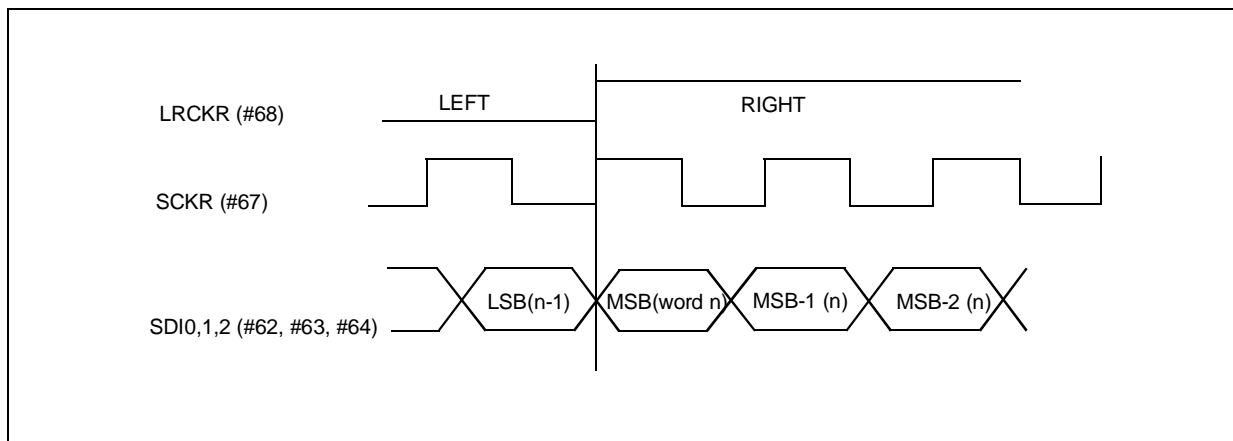 LEFT
RIGHT
LRCKR (#68)
SCKR (#67)
SDI0,1,2 (#62, #63, #64)
LSB(n-1)
MSB(word n)
MSB-1 (n)
MSB-2 (n)